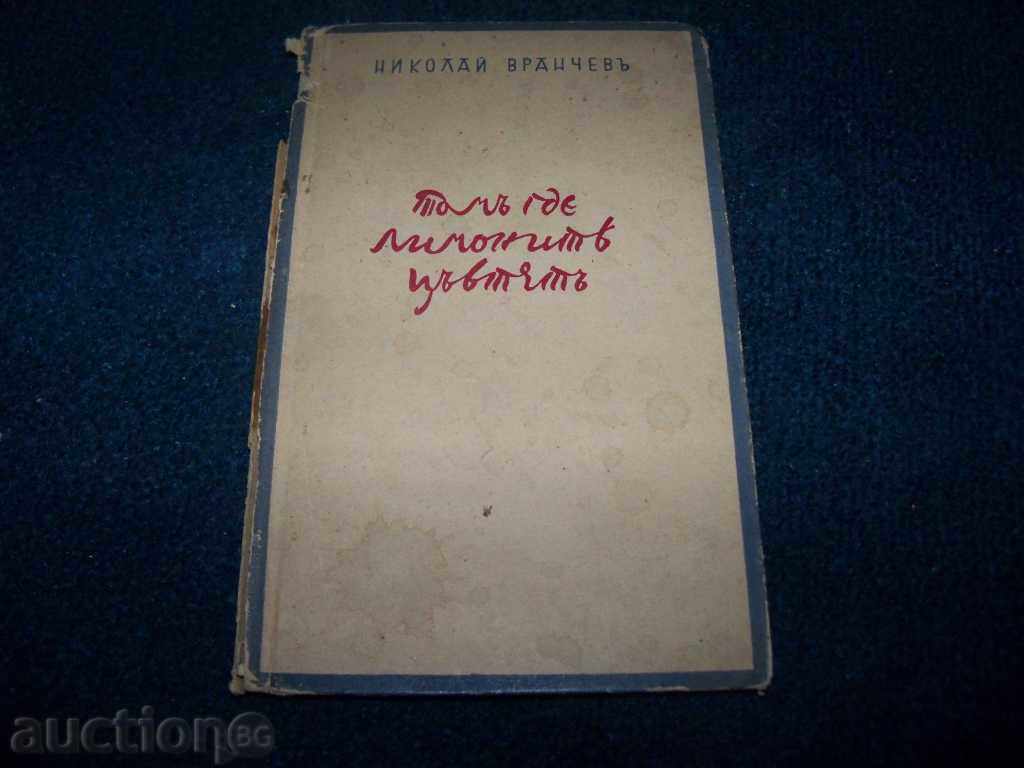 НИКОЛАЙ ВРАНЧЕВЪ
тамъ где
лимонитѣ
цъвтятъ
auction BG